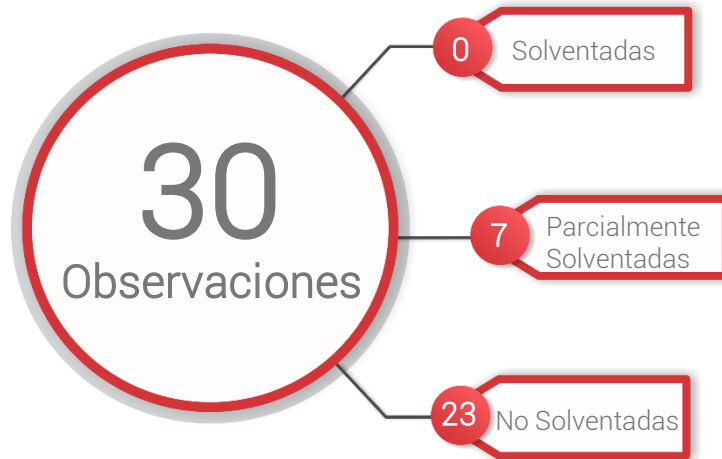 30
Observaciones
0
Solventadas
7
Parcialmente
Solventadas
23
No Solventadas